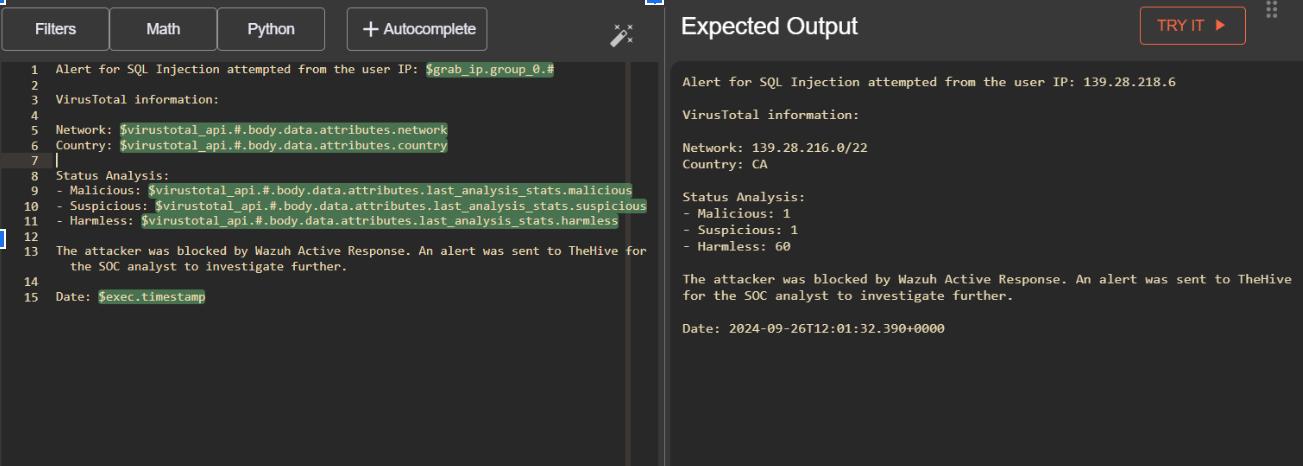 Filters
Math
Python
+ Autocomplete
1 Alert for SQL Injection attempted from the user IP: $grab_ip.group_0.#
2
3 VirusTotal information:
4
5 Network: $virustotal_api.#.body.data.attributes.network
6 Country: $virustotal_api.#.body.data.attributes.country
7
8 Status Analysis:
9 - Malicious: $virustotal_api.#.body.data.attributes.last_analysis_stats.malicious
10 - Suspicious: $virustotal_api.#.body.data.attributes.last_analysis_stats.suspicious
11 - Harmless: $virustotal_api.#.body.data.attributes.last_analysis_stats.harmless
12
13 The attacker was blocked by Wazuh Active Response. An alert was sent to TheHive for
the SOC analyst to investigate further.
14
15 Date: $exec.timestamp
Expected Output
TRY IT
Alert for SQL Injection attempted from the user IP: 139.28.218.6
VirusTotal information:
Network: 139.28.216.0/22
Country: CA
Status Analysis:
- Malicious: 1
- Suspicious: 1
- Harmless: 60
The attacker was blocked by Wazuh Active Response. An alert was sent to TheHive
for the SOC analyst to investigate further.
Date: 2024-09-26T12:01:32.390+0000